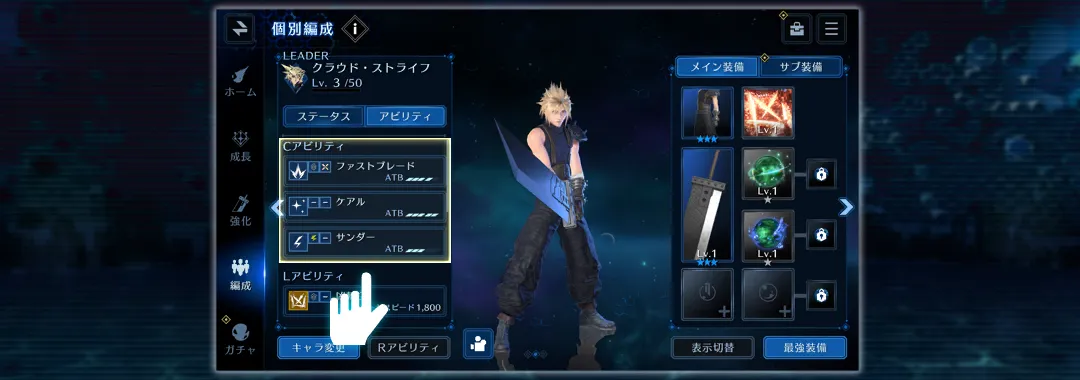 個別編成
LEADER
クラウド・ストライフ
Lv. 3 /50
ステータス
アビリティ
Cアビリティ
ファストブレード
ATB
ケアル
ATB
サンダー
ATB
Lアビリティ
ピード1,800
キャラ変更
Rアビリティ
ホーム
成長
強化
編成
ガチャ
メイン装備
サブ装備
Lv.1
Lv.1
Lv.1
Lv.1
表示切替
最強装備